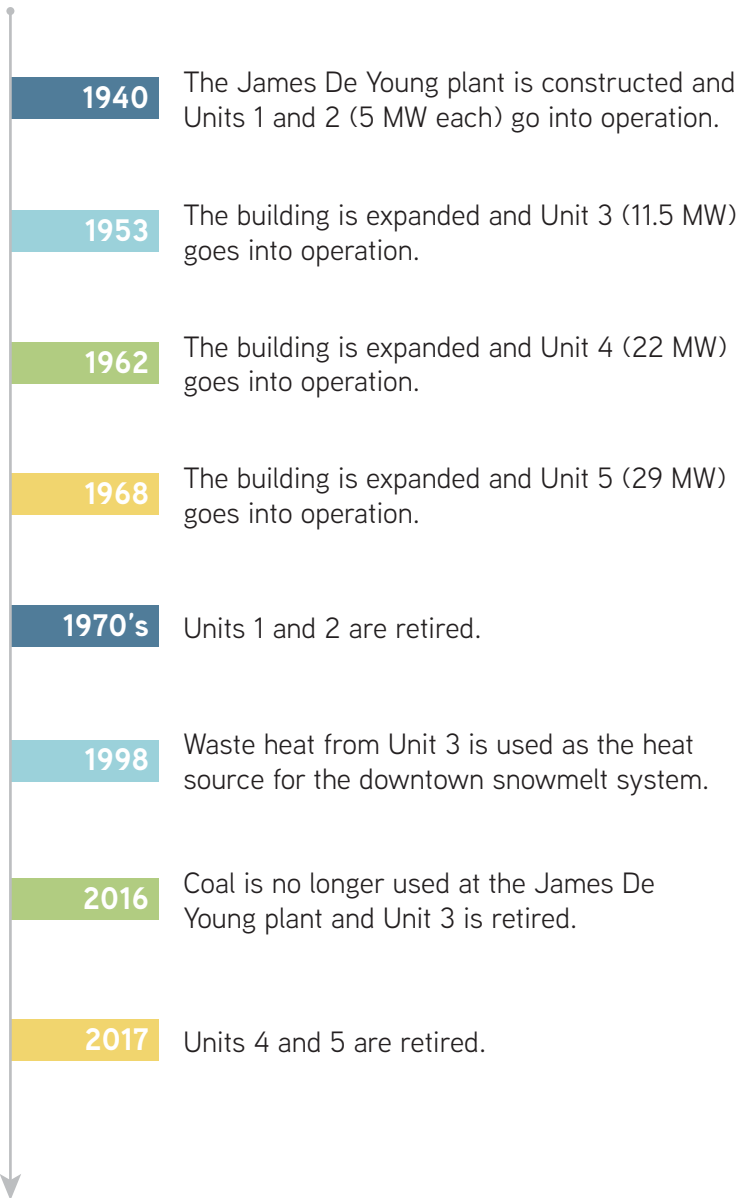 1940
The James De Young plant is constructed and
Units 1 and 2 (5 MW each) go into operation.
1953
The building is expanded and Unit 3 (11.5 MW)
goes into operation.
1962
The building is expanded and Unit 4 (22 MW)
goes into operation.
1968
The building is expanded and Unit 5 (29 MW)
goes into operation.
1970's
Units 1 and 2 are retired.
1998
Waste heat from Unit 3 is used as the heat
source for the downtown snowmelt system.
2016
Coal is no longer used at the James De
Young plant and Unit 3 is retired.
2017
Units 4 and 5 are retired.